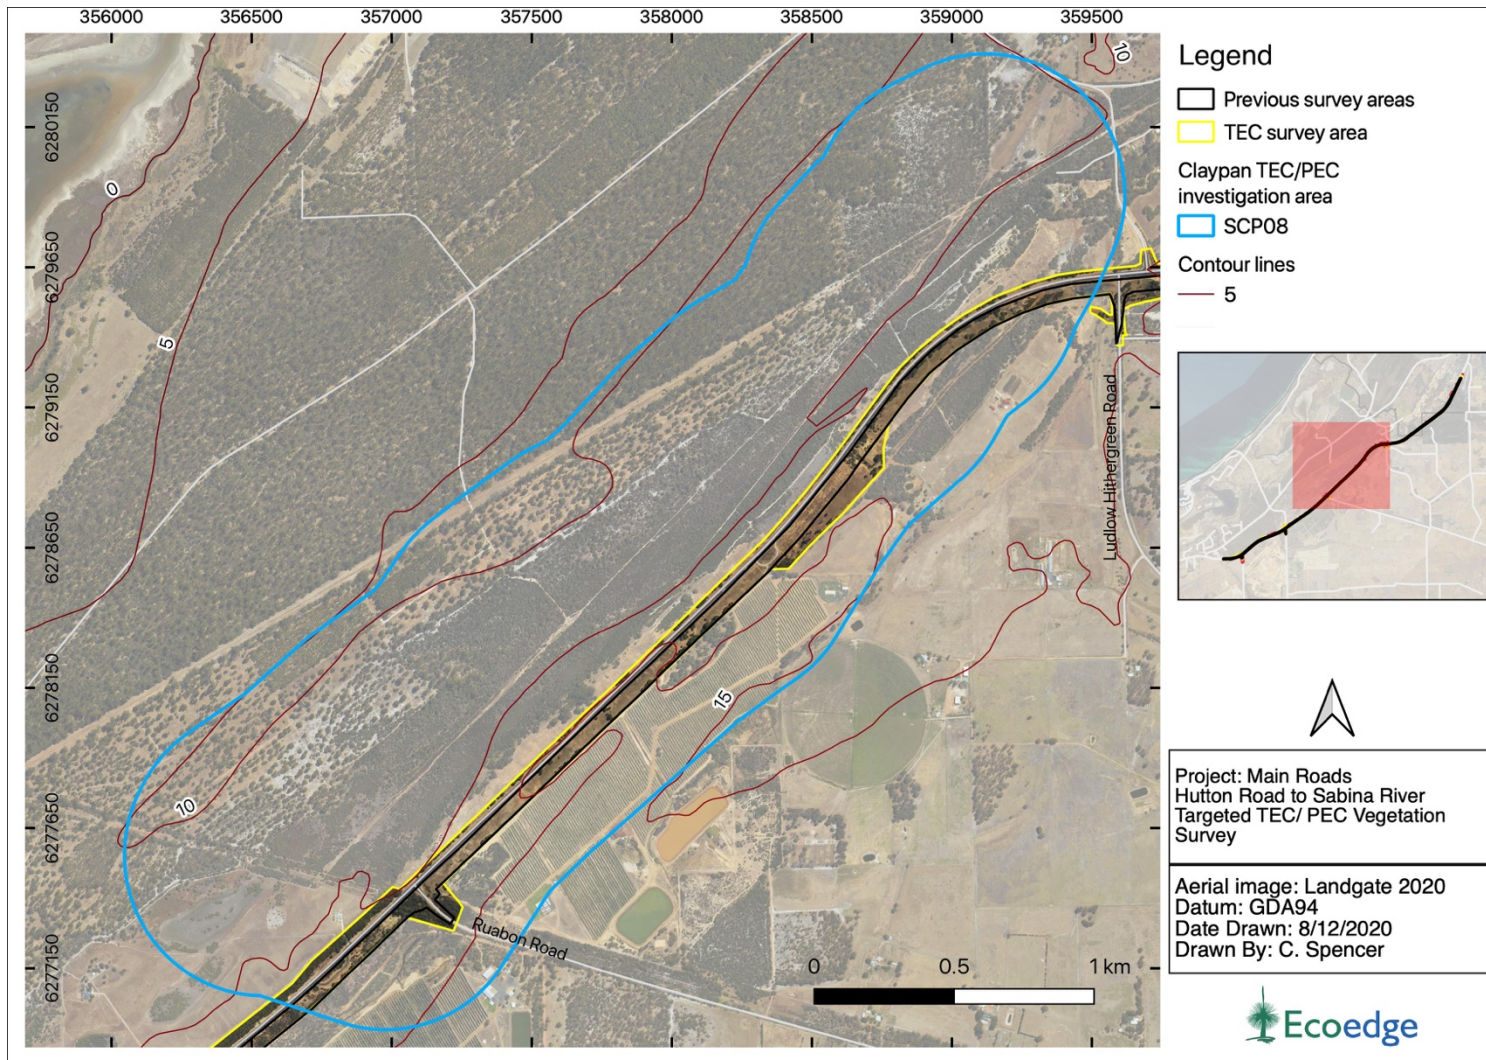 356000 356500 357000 357500 358000 358500 359000 359500
6280150
6279650
6279150
6278650
6278150
6277650
6277150
0
5
10
10
15
Ludlow Hithergreen Road
Ruabon Road
0 0.5 1 km
Legend
Previous survey areas
TEC survey area
Claypan TEC/PEC
investigation area
SCP08
Contour lines
5
Project: Main Roads
Hutton Road to Sabina River
Targeted TEC/ PEC Vegetation
Survey
Aerial image: Landgate 2020
Datum: GDA94
Date Drawn: 8/12/2020
Drawn By: C. Spencer
Ecoedge